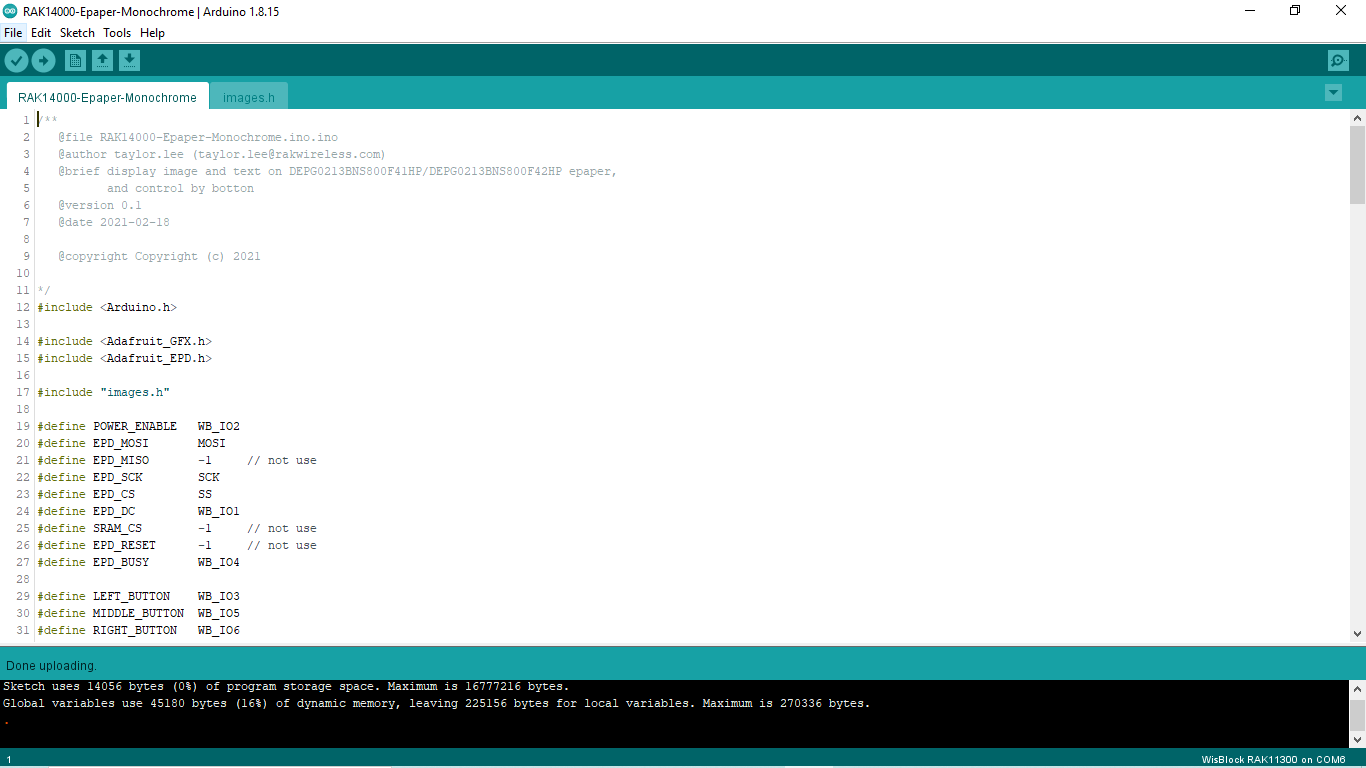 RAK14000-Epaper-Monochrome | Arduino 1.8.15
File Edit Sketch Tools Help
RAK14000-Epaper-Monochrome images.h
1 /**
2 @file RAK14000-Epaper-Monochrome.ino.ino
3 @author taylor.lee (taylor.lee@rakwireless.com)
4 @brief display image and text on DEPG0213BNS800F41HP/DEPG0213BNS800F42HP epaper,
5 and control by botton
6 @version 0.1
7 @date 2021-02-18
8
9 @copyright Copyright (c) 2021
10
11 */
12 #include <Arduino.h>
13
14 #include <Adafruit_GFX.h>
15 #include <Adafruit_EPD.h>
16
17 #include "images.h"
18
19 #define POWER_ENABLE WB_IO2
20 #define EPD_MOSI MOSI
21 #define EPD_MISO -1 // not use
22 #define EPD_SCK SCK
23 #define EPD_CS SS
24 #define EPD_DC WB_IO1
25 #define SRAM_CS -1 // not use
26 #define EPD_RESET -1 // not use
27 #define EPD_BUSY WB_IO4
28
29 #define LEFT_BUTTON WB_IO3
30 #define MIDDLE_BUTTON WB_IO5
31 #define RIGHT_BUTTON WB_IO6
Done uploading.
Sketch uses 14056 bytes (0%) of program storage space. Maximum is 16777216 bytes.
Global variables use 45180 bytes (16%) of dynamic memory, leaving 225156 bytes for local variables. Maximum is 270336 bytes.
.
1 WisBlock RAK11300 on COM6